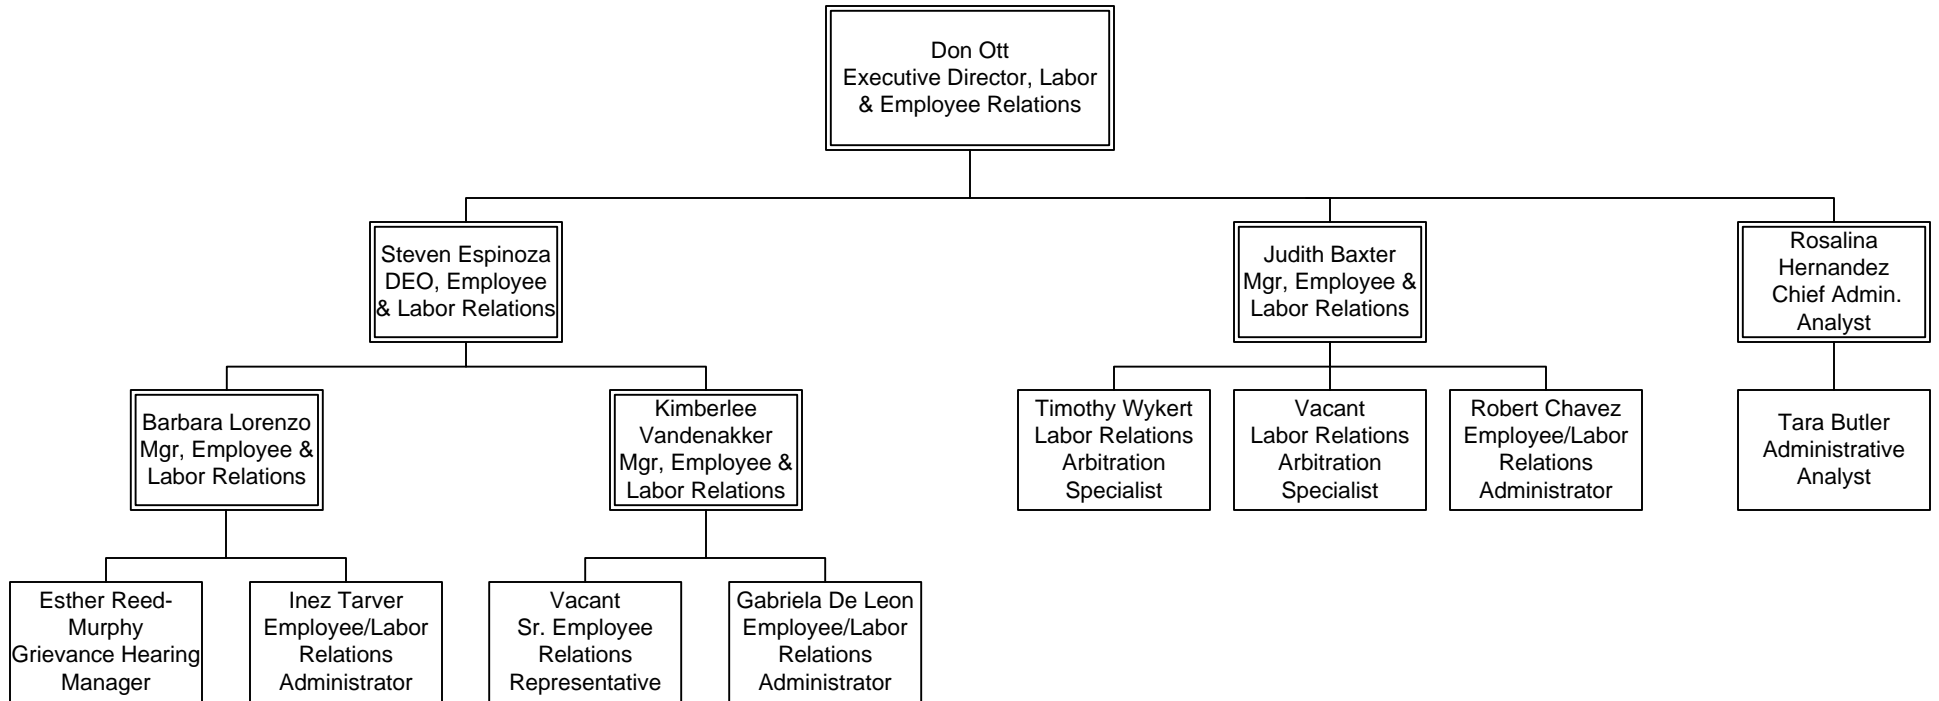 Don Ott
Executive Director, Labor
& Employee Relations
Steven Espinoza
DEO, Employee
& Labor Relations
Judith Baxter
Mgr, Employee &
Labor Relations
Rosalina
Hernandez
Chief Admin.
Analyst
Barbara Lorenzo
Mgr, Employee &
Labor Relations
Kimberlee
Vandenakker
Mgr, Employee &
Labor Relations
Timothy Wykert
Labor Relations
Arbitration
Specialist
Vacant
Labor Relations
Arbitration
Specialist
Robert Chavez
Employee/Labor
Relations
Administrator
Tara Butler
Administrative
Analyst
Esther Reed-
Murphy
Grievance Hearing
Manager
Inez Tarver
Employee/Labor
Relations
Administrator
Vacant
Sr. Employee
Relations
Representative
Gabriela De Leon
Employee/Labor
Relations
Administrator